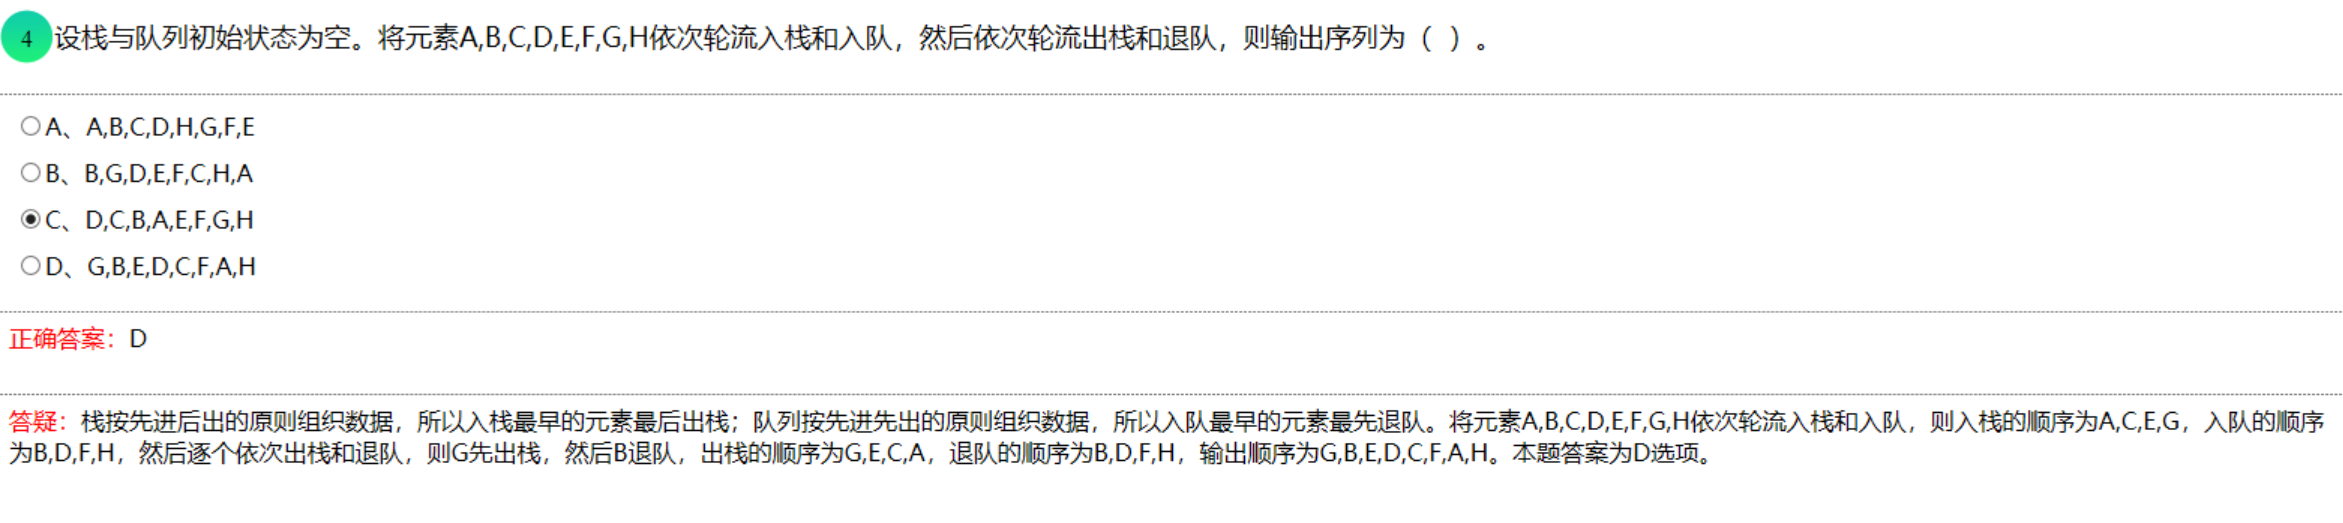 4 设栈与队列初始状态为空。将元素A,B,C,D,E,F,G,H依次轮流入栈和入队，然后依次轮流出栈和退队，则输出序列为（ ）。
A、A,B,C,D,H,G,F,E
B、B,G,D,E,F,C,H,A
C、D,C,B,A,E,F,G,H
D、G,B,E,D,C,F,A,H
正确答案：D
答疑：栈按先进后出的原则组织数据，所以入栈最早的元素最后出栈；队列按先进先出的原则组织数据，所以入队最早的元素最先退队。将元素A,B,C,D,E,F,G,H依次轮流入栈和入队，则入栈的顺序为A,C,E,G，入队的顺序
为B,D,F,H，然后逐个依次出栈和退队，则G先出栈，然后B退队，出栈的顺序为G,E,C,A，退队的顺序为B,D,F,H，输出顺序为G,B,E,D,C,F,A,H。本题答案为D选项。